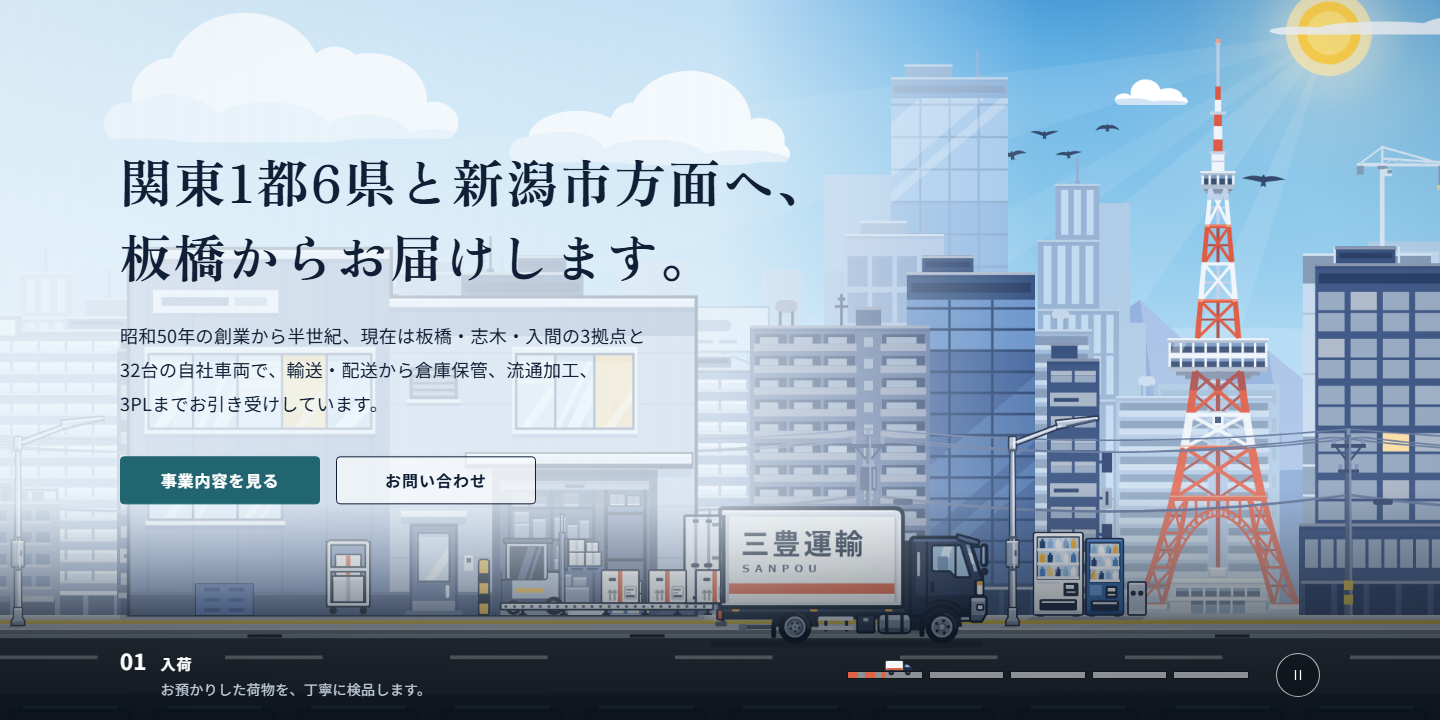 関東1都6県と新潟市方面へ、
板橋からお届けします。
昭和50年の創業から半世紀、現在は板橋・志木・入間の3拠点と
32台の自社車両で、輸送・配送から倉庫保管、流通加工、
3PLまでお引き受けしています。
事業内容を見る
お問い合わせ
三豊運輸
SANPOU
01 入荷
お預かりした荷物を、丁寧に検品します。